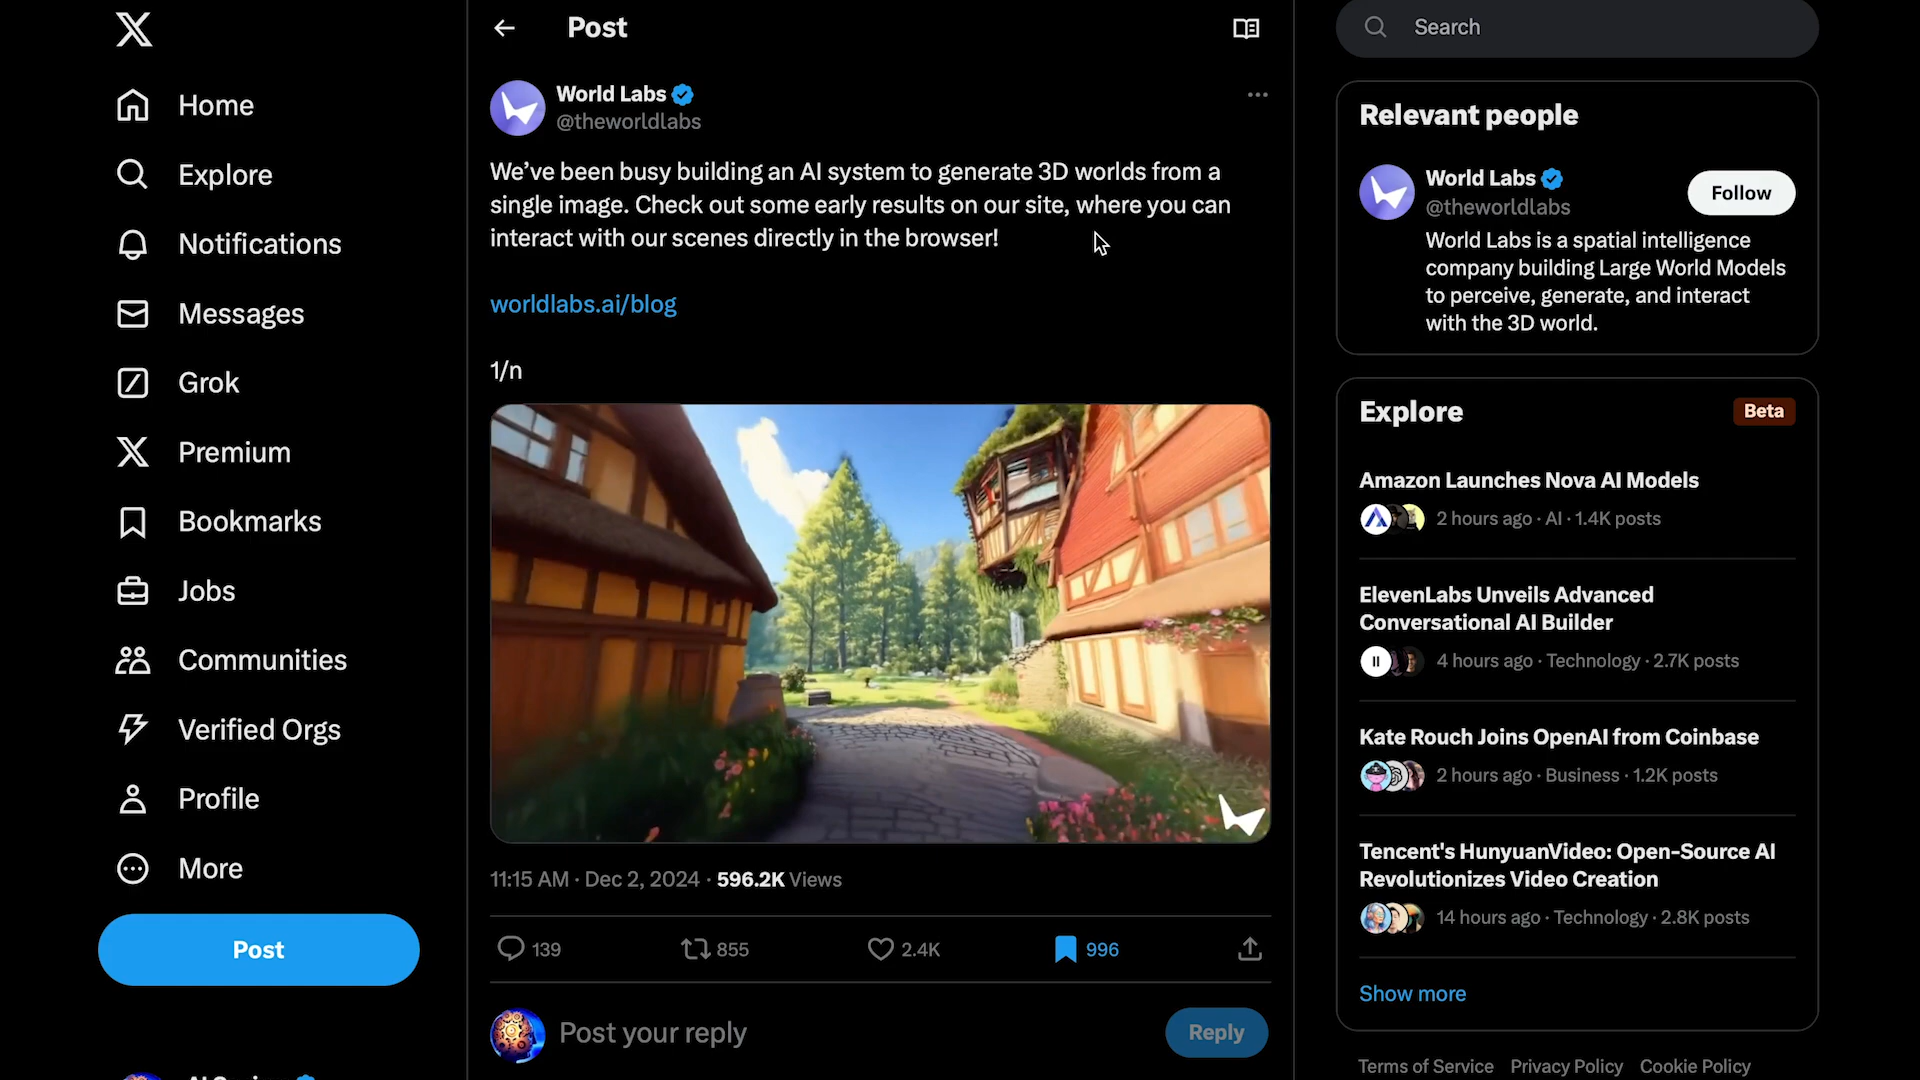 Home
Explore
Notifications
Messages
Grok
Premium
Bookmarks
Jobs
Communities
Verified Orgs
Profile
More
Post
Post
World Labs
@theworldlabs
We’ve been busy building an AI system to generate 3D worlds from a
single image. Check out some early results on our site, where you can
interact with our scenes directly in the browser!
worldlabs.ai/blog
1/n
11:15 AM · Dec 2, 2024 · 596.2K Views
139
855
2.4K
996
Post your reply
Reply
Search
Relevant people
World Labs
@theworldlabs
Follow
World Labs is a spatial intelligence
company building Large World Models
to perceive, generate, and interact
with the 3D world.
Explore
Beta
Amazon Launches Nova AI Models
2 hours ago · AI · 1.4K posts
ElevenLabs Unveils Advanced
Conversational AI Builder
4 hours ago · Technology · 2.7K posts
Kate Rouch Joins OpenAI from Coinbase
2 hours ago · Business · 1.2K posts
Tencent's HunyuanVideo: Open-Source AI
Revolutionizes Video Creation
14 hours ago · Technology · 2.8K posts
Show more
Terms of Service Privacy Policy Cookie Policy